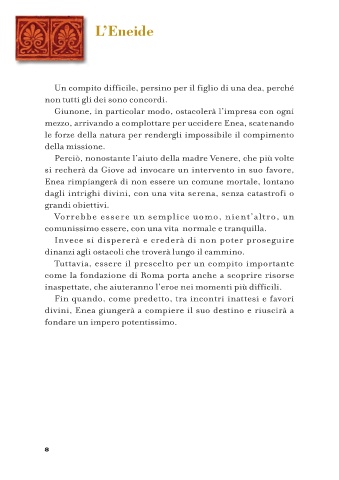 L'Eneide
Un compito difficile, persino per il figlio di una dea, perché
non tutti gli dei sono concordi.
Giunone, in particolar modo, ostacolerà l'impresa con ogni
mezzo, arrivando a complottare per uccidere Enea, scatenando
le forze della natura per rendergli impossibile il compimento
della missione.
Perciò, nonostante l'aiuto della madre Venere, che più volte
si recherà da Giove ad invocare un intervento in suo favore,
Enea rimpiangerà di non essere un comune mortale, lontano
dagli intrighi divini, con una vita serena, senza catastrofi o
grandi obiettivi.
Vorrebbe essere un semplice uomo, nient'altro, un
comunissimo essere, con una vita normale e tranquilla.
Invece si dispererà e crederà di non poter proseguire
dinanzi agli ostacoli che troverà lungo il cammino.
Tuttavia, essere il prescelto per un compito importante
come la fondazione di Roma porta anche a scoprire risorse
inaspettate, che aiuteranno l'eroe nei momenti più difficili.
Fin quando, come predetto, tra incontri inattesi e favori
divini, Enea giungerà a compiere il suo destino e riuscirà a
fondare un impero potentissimo.
8